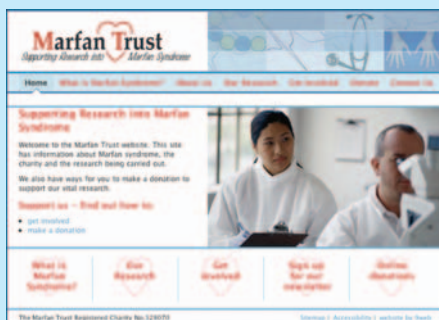 Marfan Trust
Supporting Research into Marfan Syndrome
Home What is Marfan Syndrome? About us Our Research Get involved Donate Contact Us
Supporting Research into Marfan
Syndrome
Welcome to the Marfan Trust website. This site
has information about Marfan syndrome, the
charity and the research being carried out.
We also have ways for you to make a donation to
support our vital research.
Support us - find out how to:
get involved
make a donation
What is Marfan Syndrome?
Our Research
Get involved
Sign up for our newsletter
Online donations
The Marfan Trust Registered Charity No.
Sitemap | Accessibility | website by